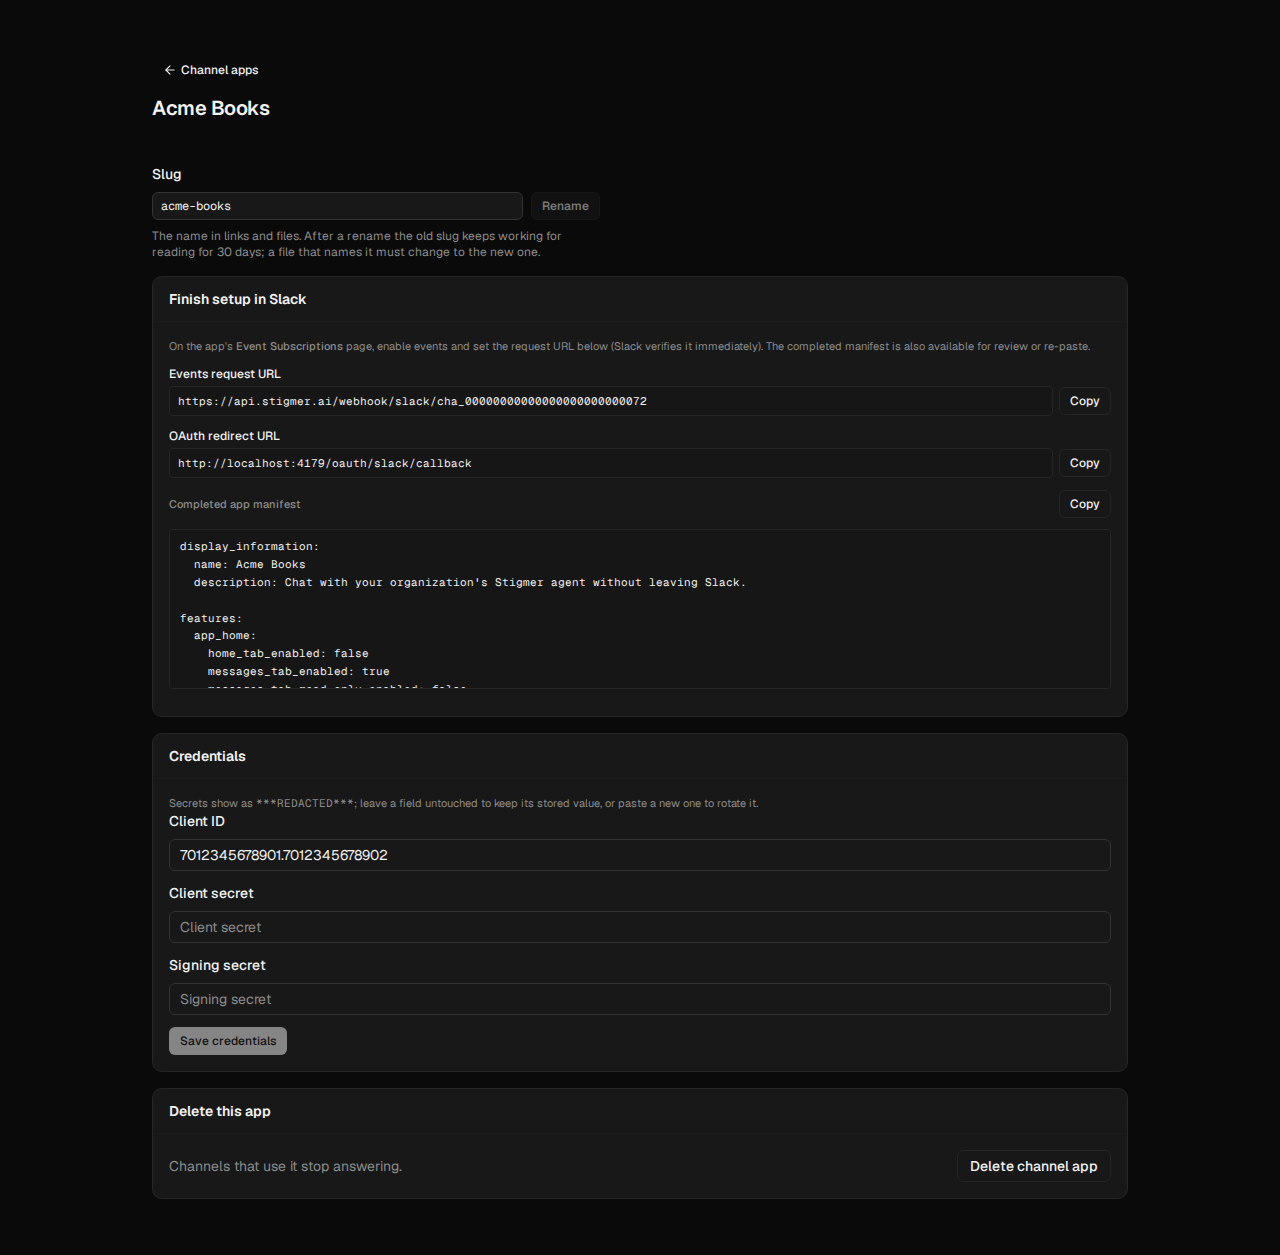 Channel apps
Acme Books
Slug
acme-books
Rename
The name in links and files. After a rename the old slug keeps working for
reading for 30 days; a file that names it must change to the new one.
Finish setup in Slack
On the app's Event Subscriptions page, enable events and set the request URL below (Slack verifies it immediately). The completed manifest is also available for review or re-paste.
Events request URL
https://api.stigmer.ai/webhook/slack/cha_00000000000000000000000072
Copy
OAuth redirect URL
http://localhost:4179/oauth/slack/callback
Copy
Completed app manifest
Copy
display_information:
  name: Acme Books
  description: Chat with your organization's Stigmer agent without leaving Slack.
features:
  app_home:
    home_tab_enabled: false
    messages_tab_enabled: true
    messages_tab_read_only_enabled: false
Credentials
Secrets show as ***REDACTED***; leave a field untouched to keep its stored value, or paste a new one to rotate it.
Client ID
7012345678901.7012345678902
Client secret
Client secret
Signing secret
Signing secret
Save credentials
Delete this app
Channels that use it stop answering.
Delete channel app